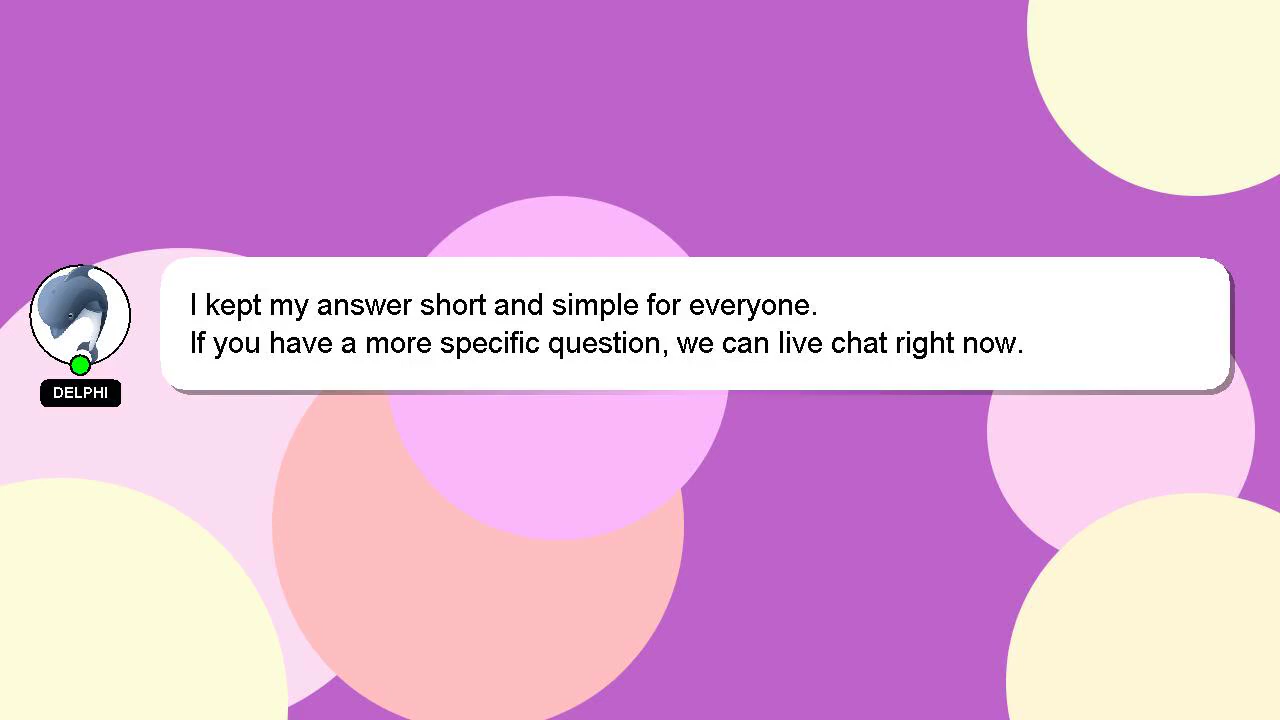 I kept my answer short and simple for everyone.
If you have a more specific question, we can live chat right now.
DELPHI